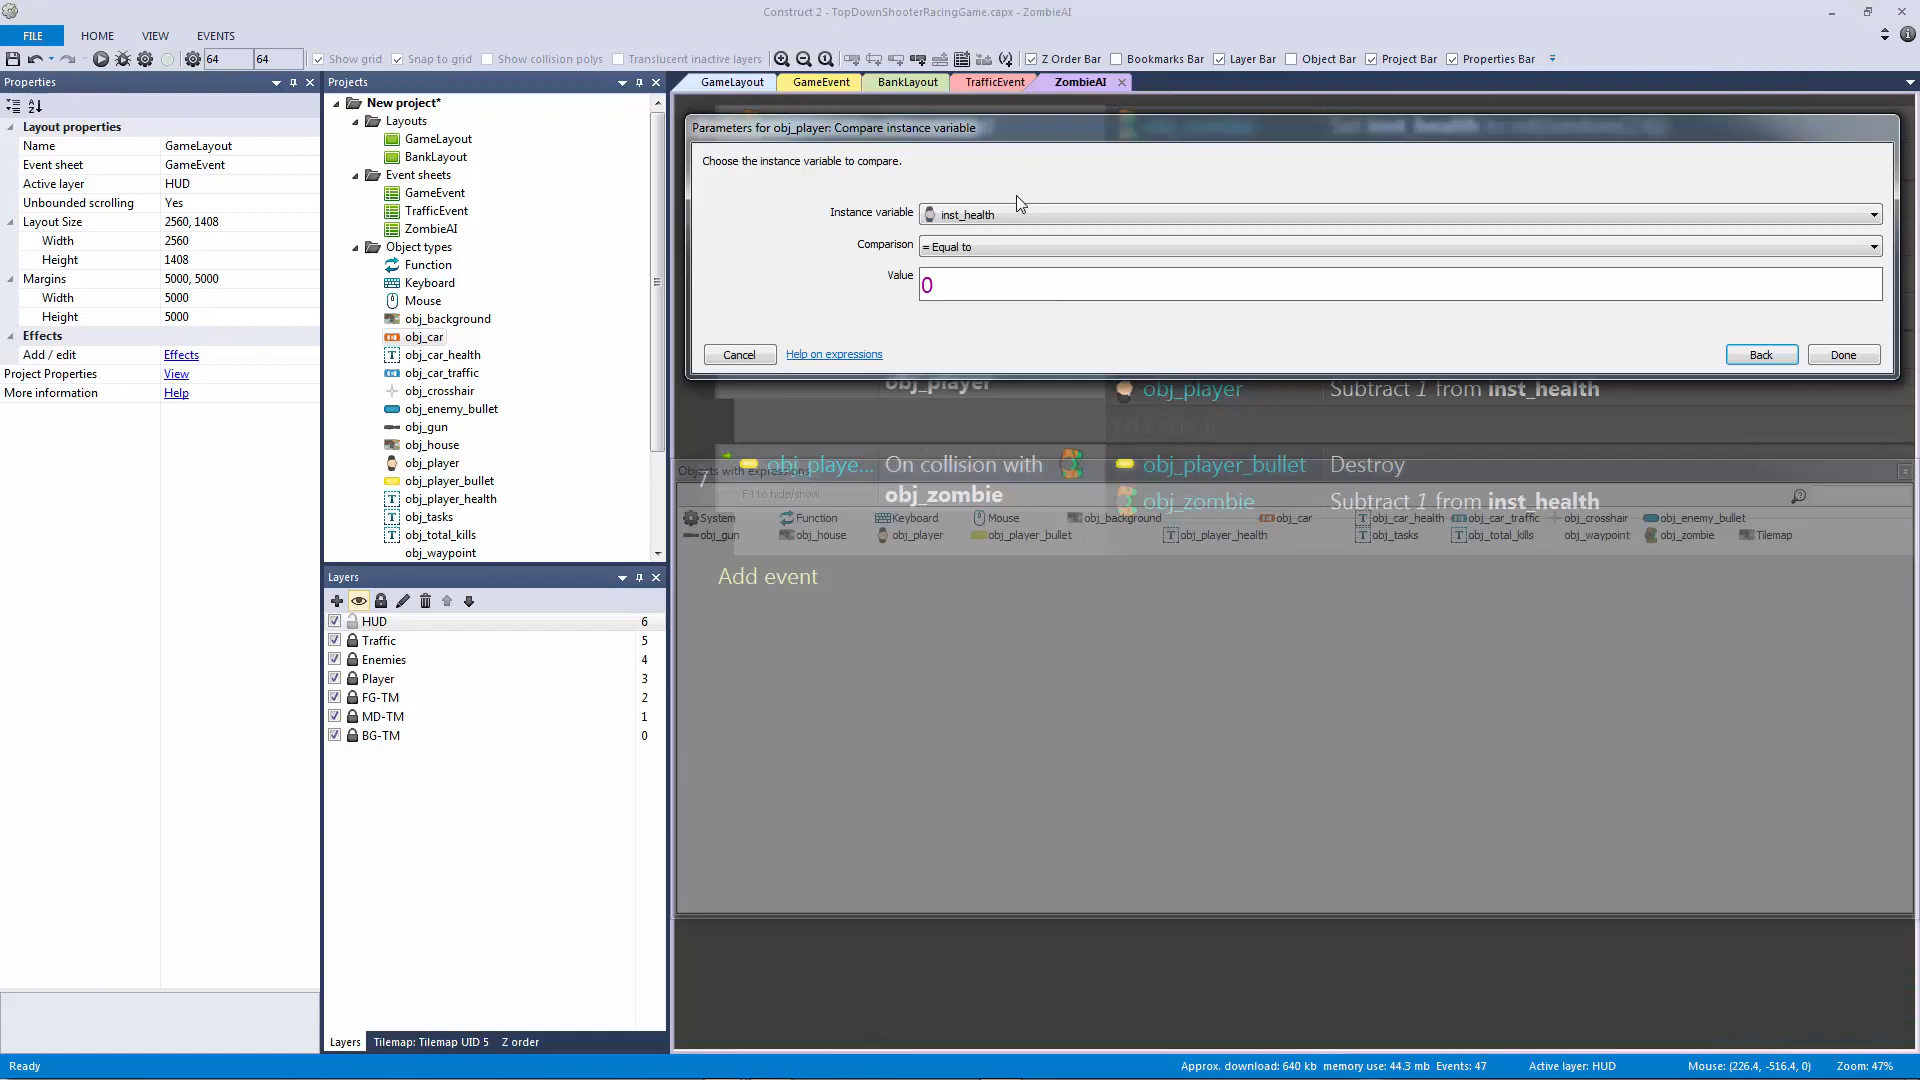 Construct 2 - TopDownShooterRacingGame.capx - ZombieAI
FILE HOME VIEW EVENTS
64 64 Show grid Snap to grid Show collision polys Translucent inactive layers Z Order Bar Bookmarks Bar Layer Bar Object Bar Project Bar Properties Bar
Properties
Layout properties
Name GameLayout
Event sheet GameEvent
Active layer HUD
Unbounded scrolling Yes
Layout Size 2560, 1408
Width 2560
Height 1408
Margins 5000, 5000
Width 5000
Height 5000
Effects
Add / edit Effects
Project Properties View
More information Help
Projects
New project*
Layouts
GameLayout
BankLayout
Event sheets
GameEvent
TrafficEvent
ZombieAI
Object types
Function
Keyboard
Mouse
obj_background
obj_car
obj_car_health
obj_car_traffic
obj_crosshair
obj_enemy_bullet
obj_gun
obj_house
obj_player
obj_player_bullet
obj_player_health
obj_tasks
obj_total_kills
obj_waypoint
Layers
HUD 6
Traffic 5
Enemies 4
Player 3
FG-TM 2
MD-TM 1
BG-TM 0
Layers Tilemap: Tilemap UID 5 Z order
GameLayout GameEvent BankLayout TrafficEvent ZombieAI
Parameters for obj_player: Compare instance variable
Choose the instance variable to compare.
Instance variable inst_health
Comparison = Equal to
Value 0
Cancel Help on expressions Back Done
obj_player obj_player Subtract 1 from inst_health
7 obj_playe... On collision with obj_player_bullet Destroy
obj_zombie obj_zombie Subtract 1 from inst_health
Objects with expressions
F4 to hide/show
System Function Keyboard Mouse obj_background obj_car obj_car_health obj_car_traffic obj_crosshair obj_enemy_bullet
obj_gun obj_house obj_player obj_player_bullet obj_player_health obj_tasks obj_total_kills obj_waypoint obj_zombie Tilemap
Add event
Ready Approx. download: 640 kb memory use: 44.3 mb Events: 47 Active layer: HUD Mouse: (226.4, -516.4, 0) Zoom: 47%